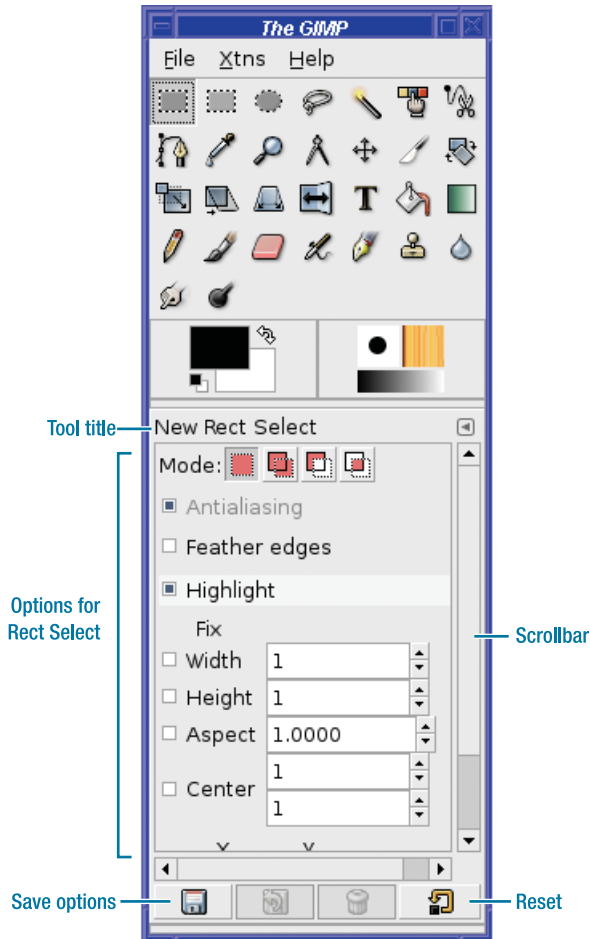 The GIMP
File Xtns Help
T
Tool title
New Rect Select
Mode:
Antialiasing
Feather edges
Highlight
Options for
Rect Select
Fix
Scrollbar
Width 1
Height 1
Aspect 1.0000
Center 1
1
X Y
Save options
Reset